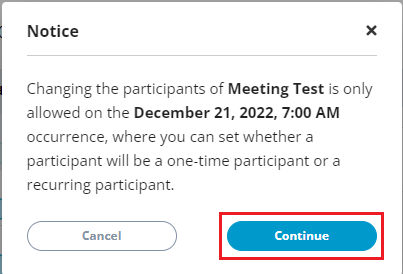 Notice
Changing the participants of Meeting Test is only
allowed on the December 21, 2022, 7:00 AM
occurrence, where you can set whether a
participant will be a one-time participant or a
recurring participant.
Cancel Continue